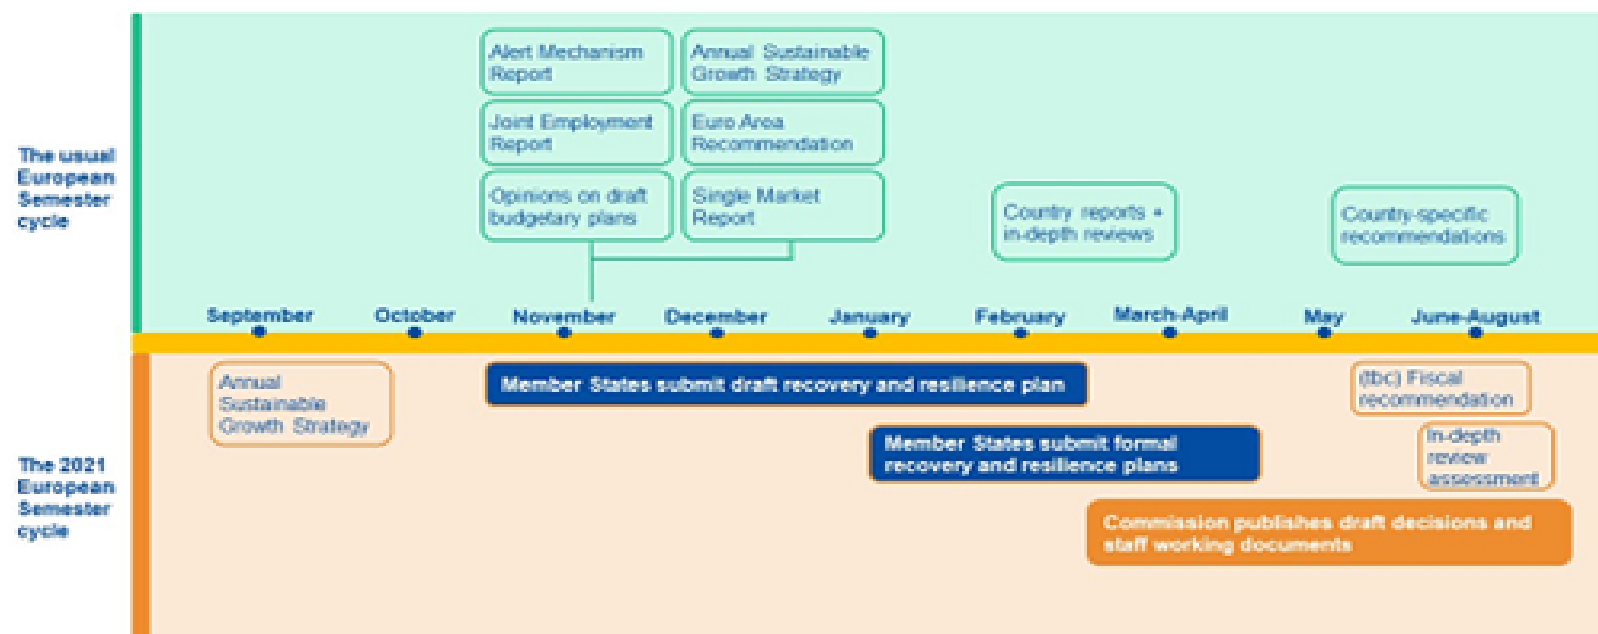 The usual
European
Semester
cycle
Alert Mechanism
Report
Annual Sustainable
Growth Strategy
Joint Employment
Report
Euro Area
Recommendation
Opinions on draft
budgetary plans
Single Market
Report
Country reports +
in-depth reviews
Country-specific
recommendations
September
October
November
December
January
February
March-April
May
June-August
The 2021
European
Semester
cycle
Annual
Sustainable
Growth Strategy
Member States submit draft recovery and resilience plan
Member States submit formal
recovery and resilience plans
(tbc) Fiscal
recommendation
In-depth
review
assessment
Commission publishes draft decisions and
staff working documents